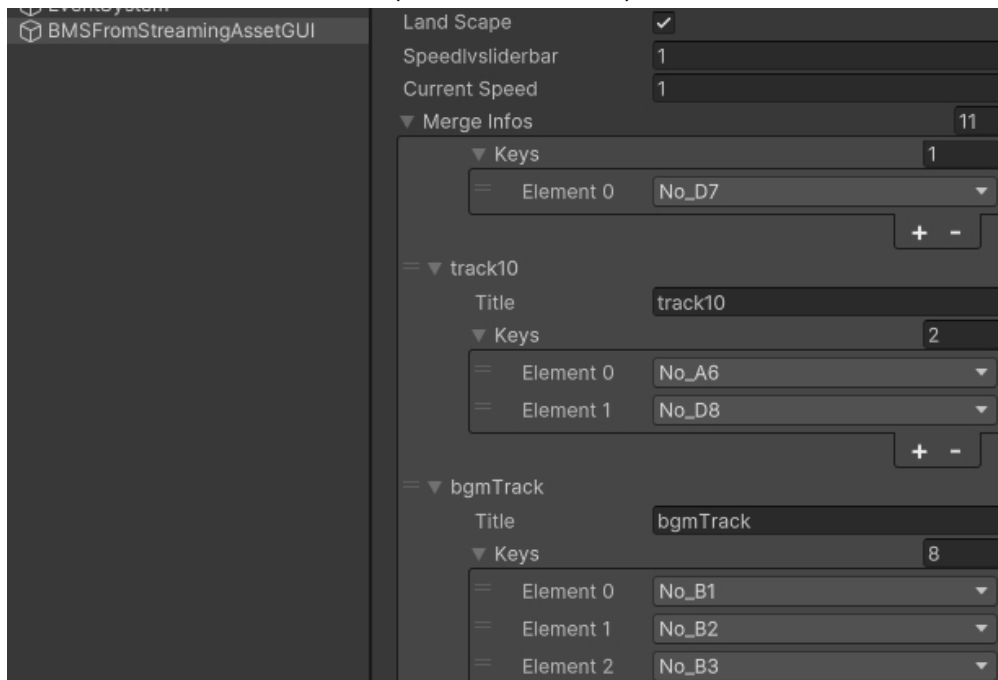 EventSystem
BMSFromStreamingAssetGUI
Land Scape
Speedlvsliderbar 1
Current Speed 1
Merge Infos 11
Keys 1
Element 0 No_D7
+ -
track10
Title track10
Keys 2
Element 0 No_A6
Element 1 No_D8
+ -
bgmTrack
Title bgmTrack
Keys 8
Element 0 No_B1
Element 1 No_B2
Element 2 No_B3